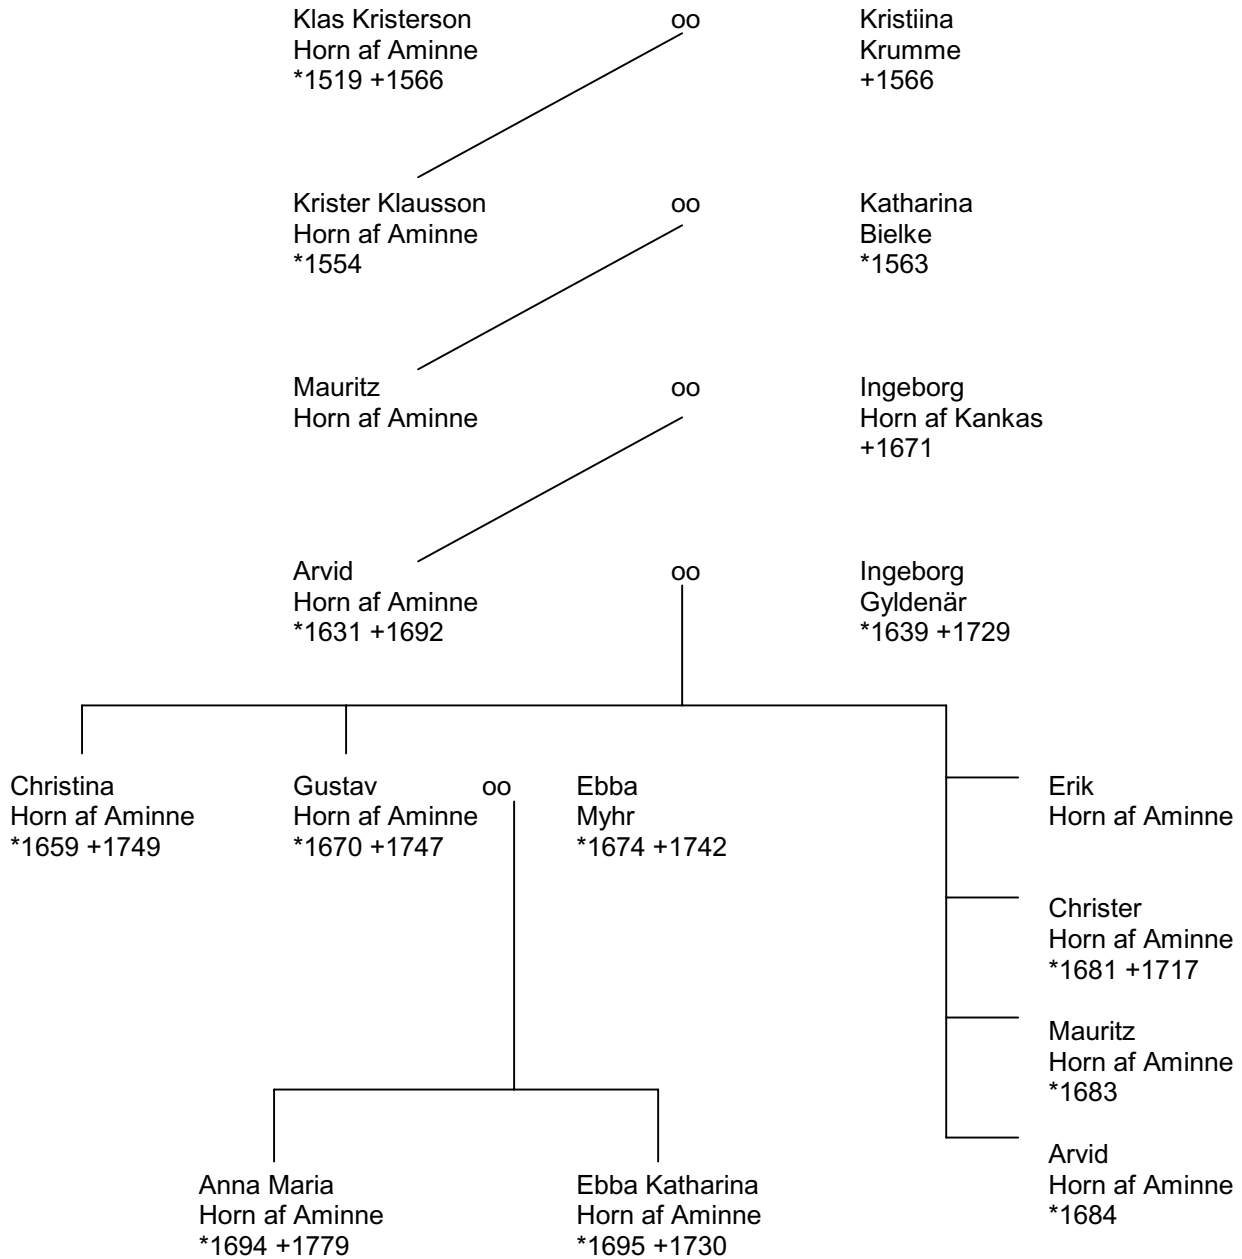 Klas Kristerson
Horn af Aminne
*1519 +1566
oo
Kristiina
Krumme
+1566
Krister Klausson
Horn af Aminne
*1554
oo
Katharina
Bielke
*1563
Mauritz
Horn af Aminne
oo
Ingeborg
Horn af Kankas
+1671
Arvid
Horn af Aminne
*1631 +1692
oo
Ingeborg
Gyldenär
*1639 +1729
Christina
Horn af Aminne
*1659 +1749
Gustav
Horn af Aminne
*1670 +1747
oo
Ebba
Myhr
*1674 +1742
Erik
Horn af Aminne
Christer
Horn af Aminne
*1681 +1717
Mauritz
Horn af Aminne
*1683
Arvid
Horn af Aminne
*1684
Anna Maria
Horn af Aminne
*1694 +1779
Ebba Katharina
Horn af Aminne
*1695 +1730